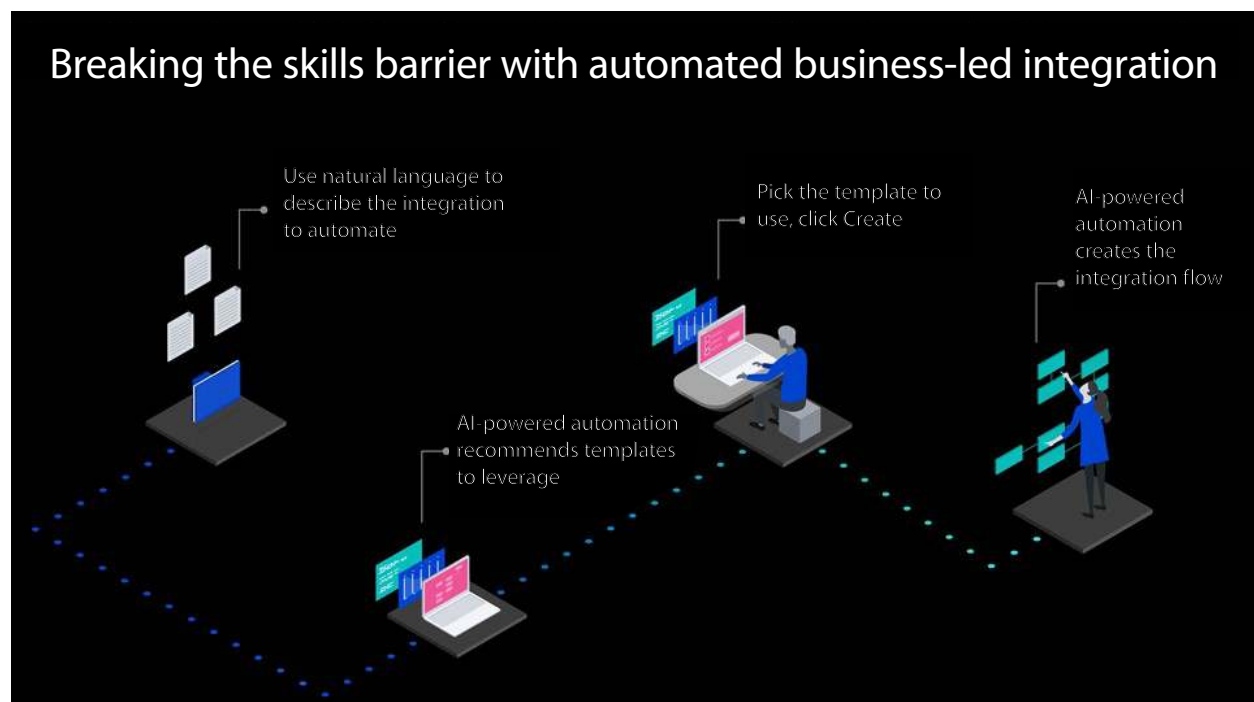 Breaking the skills barrier with automated business-led integration
Use natural language to
describe the integration
to automate
AI-powered automation
recommends templates
to leverage
Pick the template to
use, click Create
AI-powered
automation
creates the
integration flow